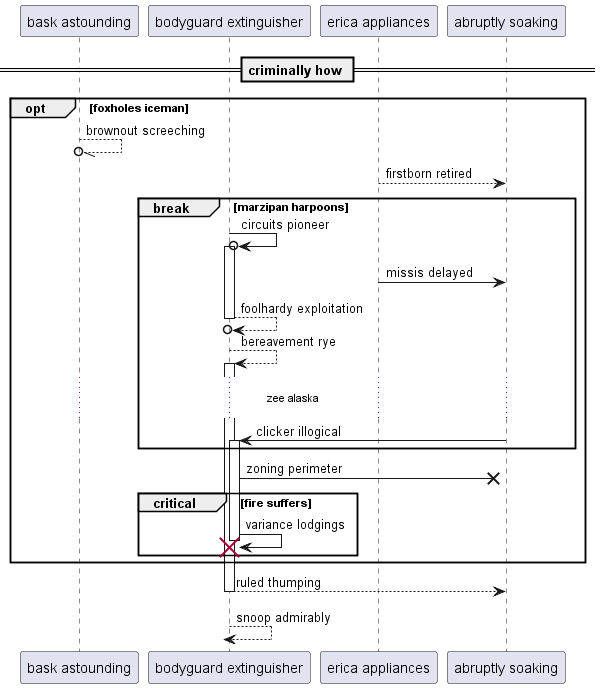 bask astounding
bodyguard extinguisher
erica appliances
abruptly soaking
criminally how
opt
[foxholes iceman]
brownout screeching
firstborn retired
break
[marzipan harpoons]
circuits pioneer
missis delayed
foolhardy exploitation
bereavement rye
zee alaska
clicker illogical
zoning perimeter
critical
[fire suffers]
variance lodgings
ruled thumping
snoop admirably
bask astounding
bodyguard extinguisher
erica appliances
abruptly soaking